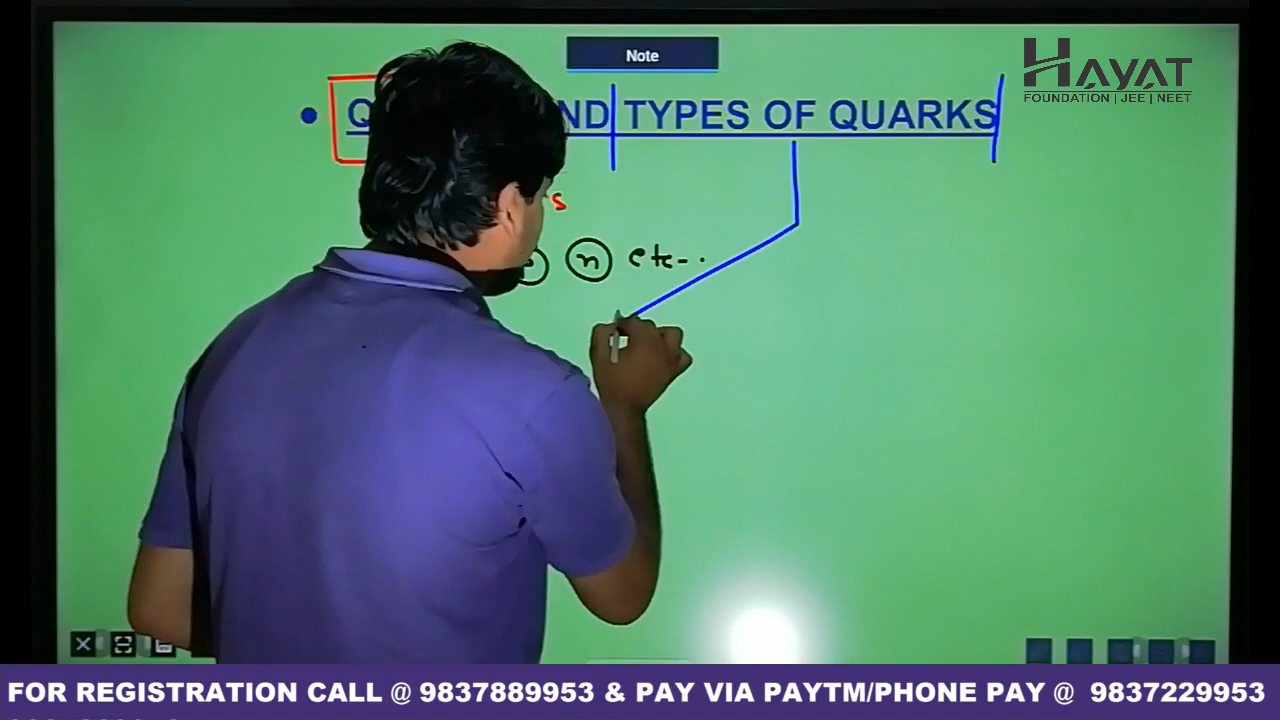 Note
HAYAT
FOUNDATION | JEE | NEET
TYPES OF QUARKS
s
n etc-..
FOR REGISTRATION CALL @ 9837889953 & PAY VIA PAYTM/PHONE PAY @ 9837229953